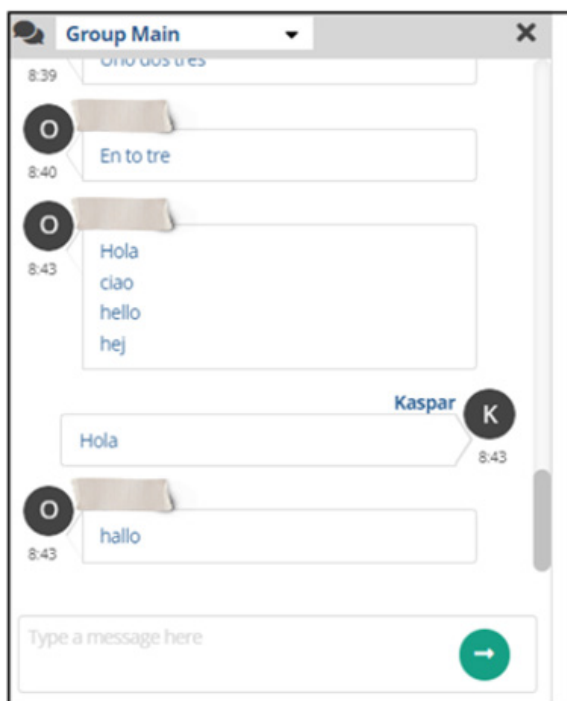 Group Main
Uno dos tres
8:39
O
En to tre
8:40
O
Hola
8:43
ciao
hello
hej
Kaspar
K
Hola
8:43
O
hallo
8:43
Type a message here